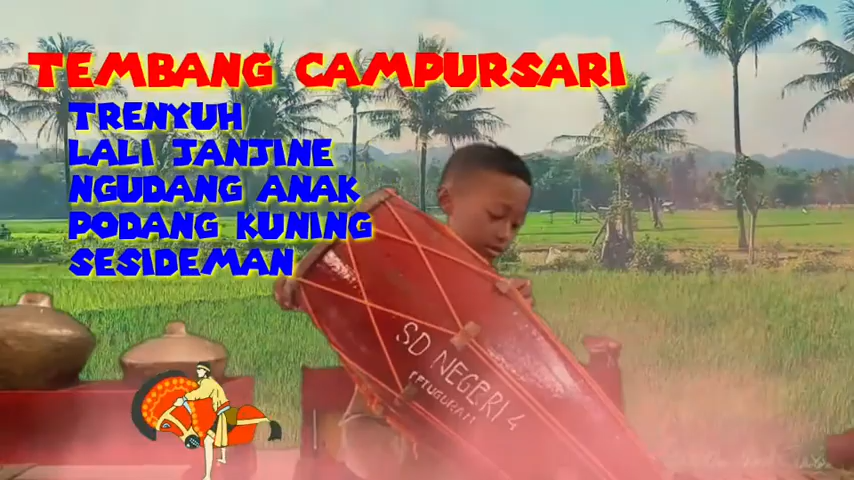 TEMBANG CAMPURSARI
TRENYUH
LALI JANJINE
NGUDANG ANAK
PODANG KUNING
SESIDEMAN
SD NEGERI 4